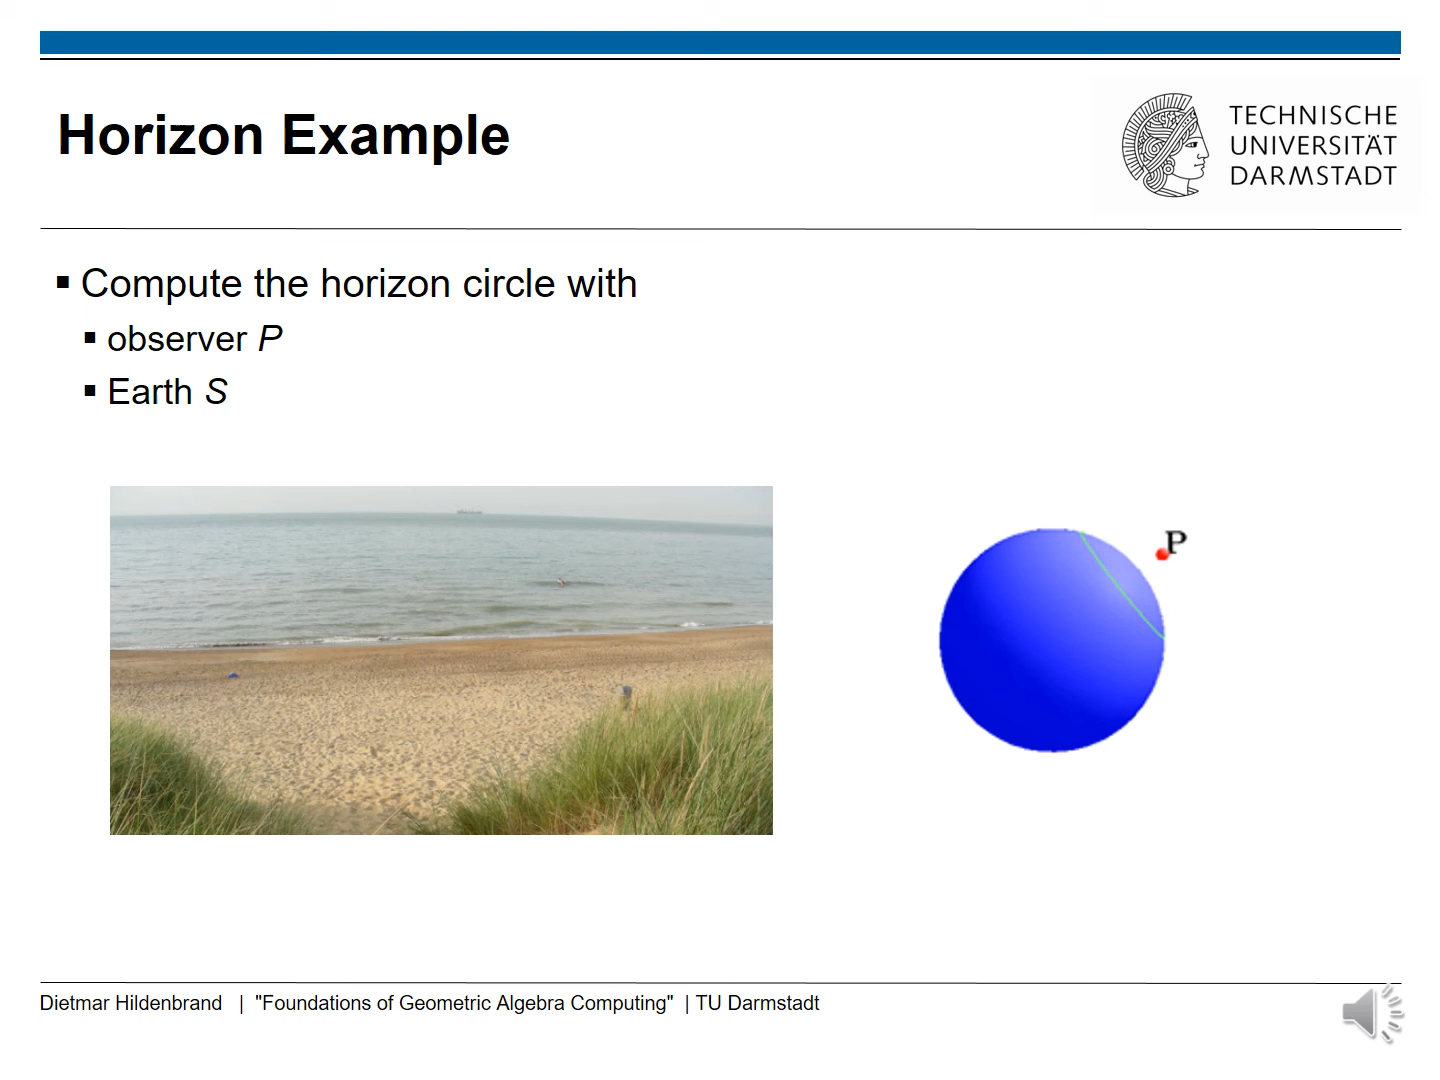 Horizon Example
TECHNISCHE
UNIVERSITÄT
DARMSTADT
▪ Compute the horizon circle with
▪ observer P
▪ Earth S
P
Dietmar Hildenbrand | "Foundations of Geometric Algebra Computing" | TU Darmstadt